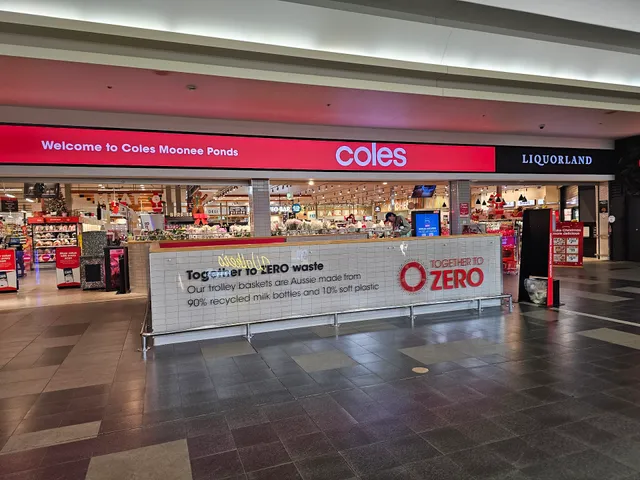 Welcome to Coles Moonee Ponds
coles
LIQUORLAND
Together to ZERO waste
Our trolley baskets are Aussie made from
90% recycled milk bottles and 10% soft plastic
TOGETHER TO
ZERO